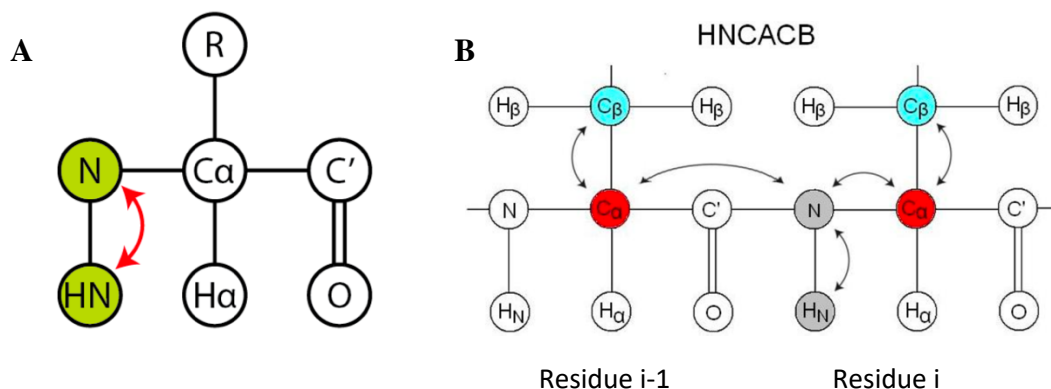 A
R
N
Cα
C'
HN
Hα
O
B
HNCACB
Hβ Cβ Hβ Hβ Cβ Hβ
N Cα C' N Cα C'
HN Hα O HN Hα O
Residue i-1 Residue i